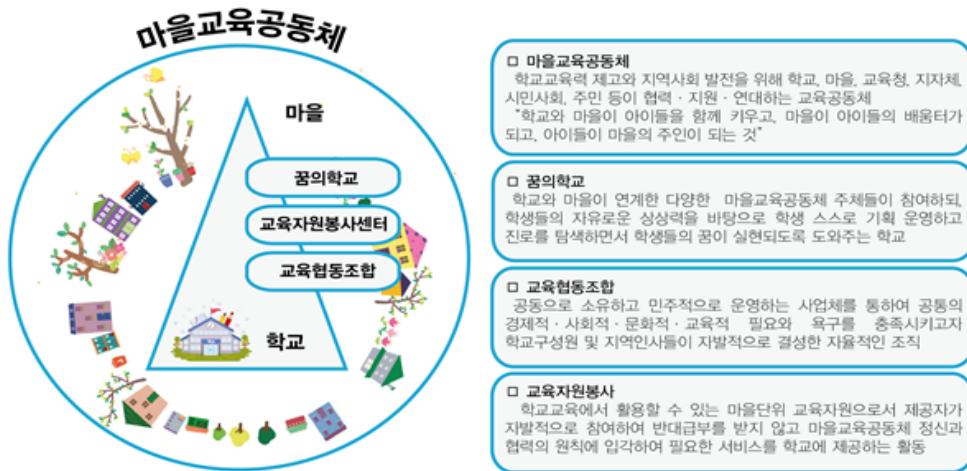 마을교육공동체
마을
꿈의학교
교육자원봉사센터
교육협동조합
학교
□ 마을교육공동체
학교교육력 제고와 지역사회 발전을 위해 학교, 마을, 교육청, 지자체,
시민사회, 주민 등이 협력 · 지원 · 연대하는 교육공동체
"학교와 마을이 아이들을 함께 키우고, 마을이 아이들의 배움터가
되고, 아이들이 마을의 주인이 되는 것"
□ 꿈의학교
학교와 마을이 연계한 다양한 마을교육공동체 주체들이 참여하되,
학생들의 자유로운 상상력을 바탕으로 학생 스스로 기획 운영하고
진로를 탐색하면서 학생들의 꿈이 실현되도록 도와주는 학교
□ 교육협동조합
공동으로 소유하고 민주적으로 운영하는 사업체를 통하여 공통의
경제적 · 사회적 · 문화적 · 교육적 필요와 욕구를 충족시키고자
학교구성원 및 지역인사들이 자발적으로 결성한 자율적인 조직
□ 교육자원봉사
학교교육에서 활용할 수 있는 마을단위 교육자원으로서 제공자가
자발적으로 참여하여 반대급부를 받지 않고 마을교육공동체 정신과
협력의 원칙에 입각하여 필요한 서비스를 학교에 제공하는 활동